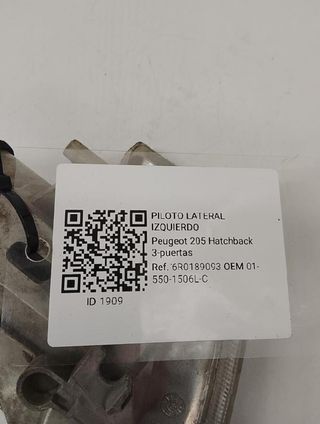 PILOTO LATERAL
IZQUIERDO
Peugeot 205 Hatchback
3-puertas
Ref. 6R0189093 OEM 01-
550-1506L-C
ID 1909